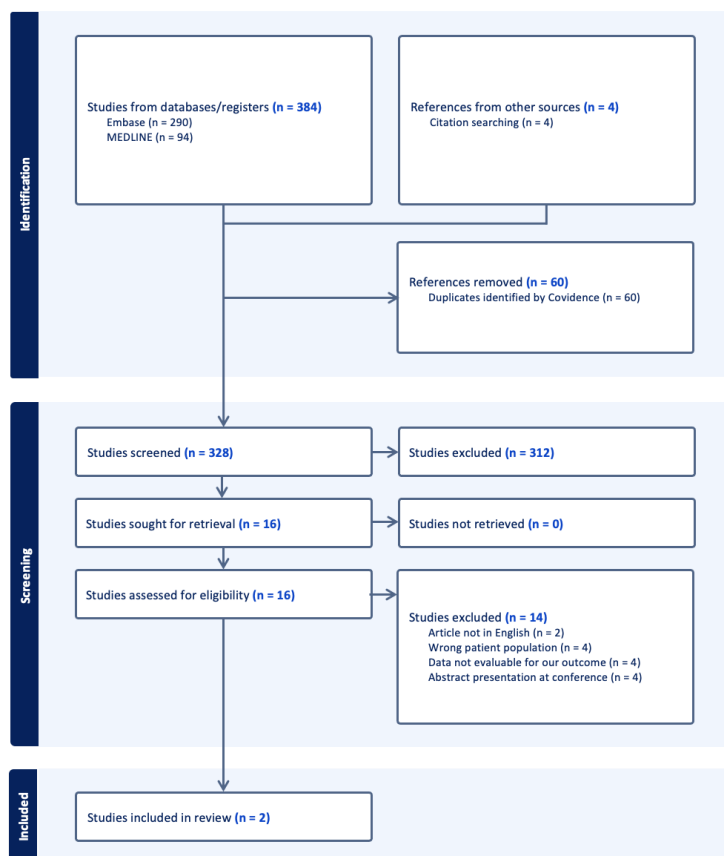 Identification
Studies from databases/registers (n = 384)
Embase (n = 290)
MEDLINE (n = 94)
References from other sources (n = 4)
Citation searching (n = 4)
References removed (n = 60)
Duplicates identified by Covidence (n = 60)
Screening
Studies screened (n = 328)
Studies excluded (n = 312)
Studies sought for retrieval (n = 16)
Studies not retrieved (n = 0)
Studies assessed for eligibility (n = 16)
Studies excluded (n = 14)
Article not in English (n = 2)
Wrong patient population (n = 4)
Data not evaluable for our outcome (n = 4)
Abstract presentation at conference (n = 4)
Included
Studies included in review (n = 2)